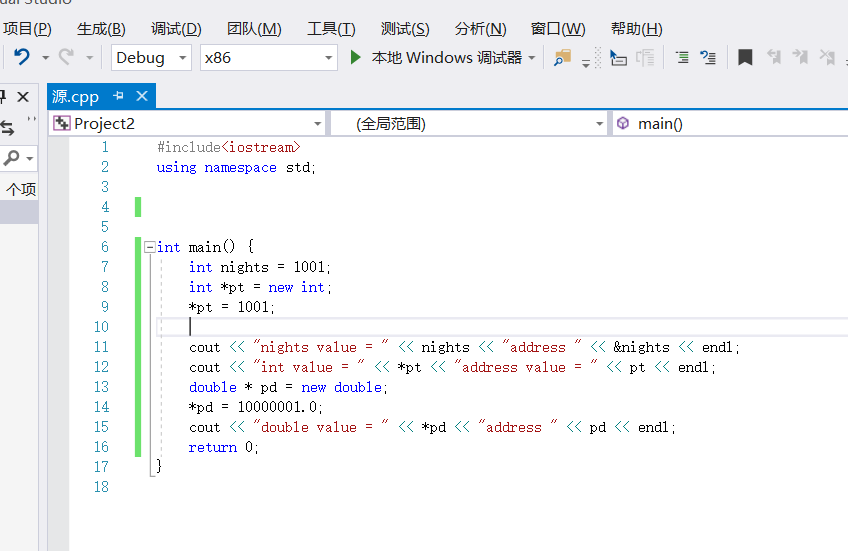 ual Studio
项目(P) 生成(B) 调试(D) 团队(M) 工具(T) 测试(S) 分析(N) 窗口(W) 帮助(H)
Debug x86 本地 Windows 调试器
源.cpp
Project2 (全局范围) main()
个项
1 #include<iostream>
2 using namespace std;
3
4
5
6 int main() {
7 int nights = 1001;
8 int *pt = new int;
9 *pt = 1001;
10
11 cout << "nights value = " << nights << "address " << &nights << endl;
12 cout << "int value = " << *pt << "address value = " << pt << endl;
13 double * pd = new double;
14 *pd = 10000001.0;
15 cout << "double value = " << *pd << "address " << pd << endl;
16 return 0;
17 }
18